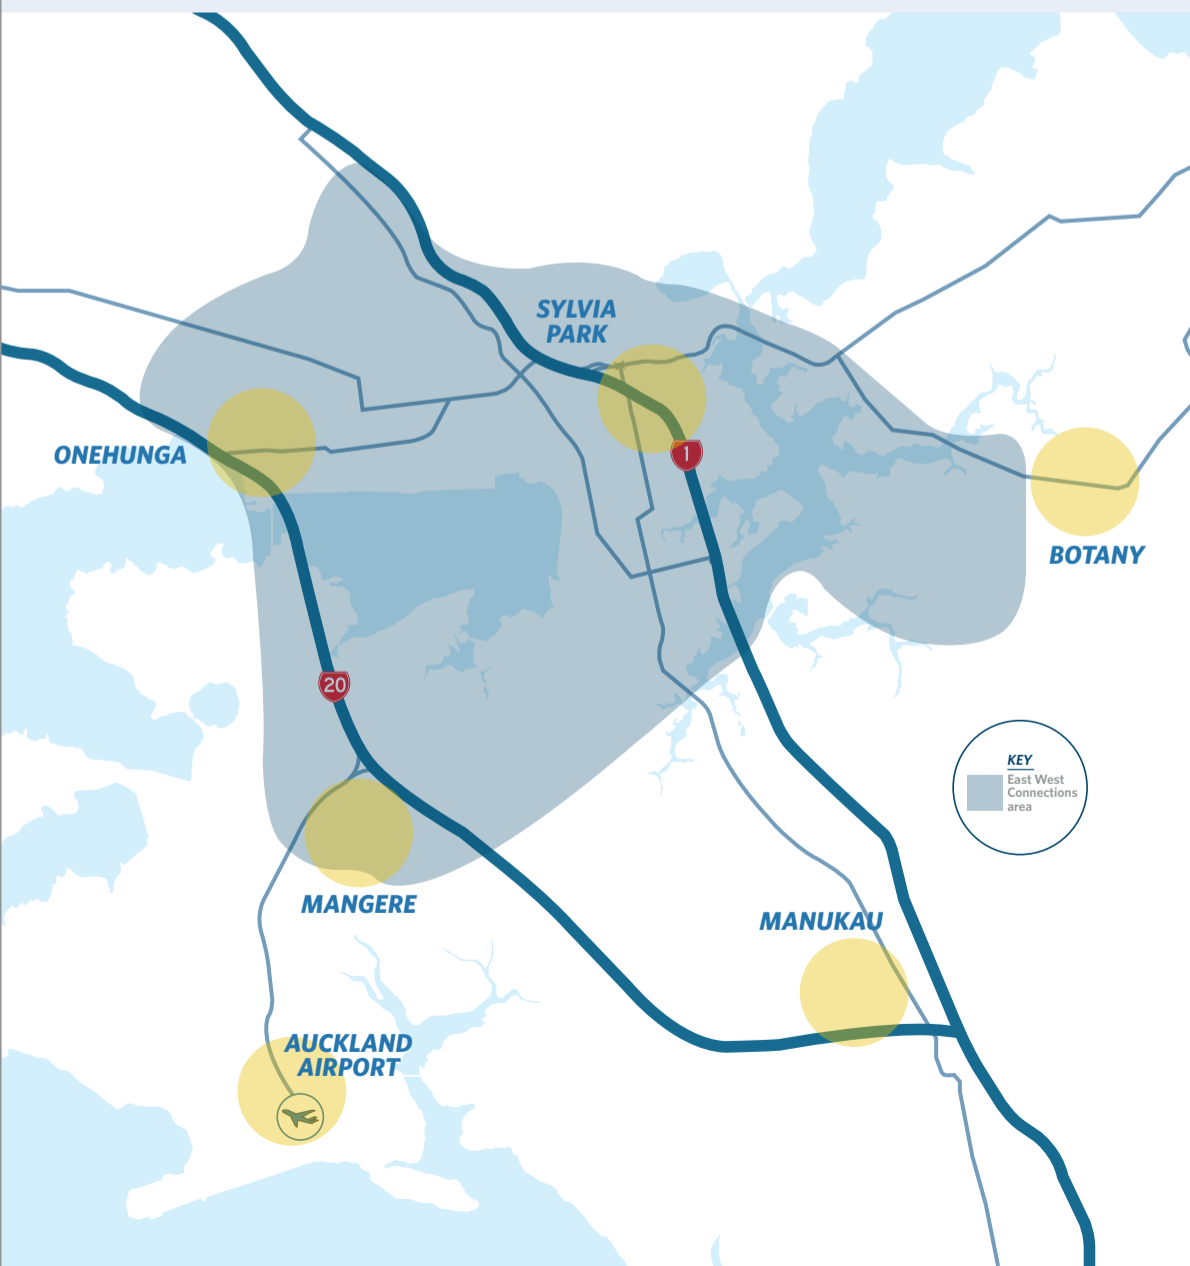 SYLVIA
PARK
ONEHUNGA
1
BOTANY
20
KEY
East West
Connections
area
MANGERE
MANUKAU
AUCKLAND
AIRPORT